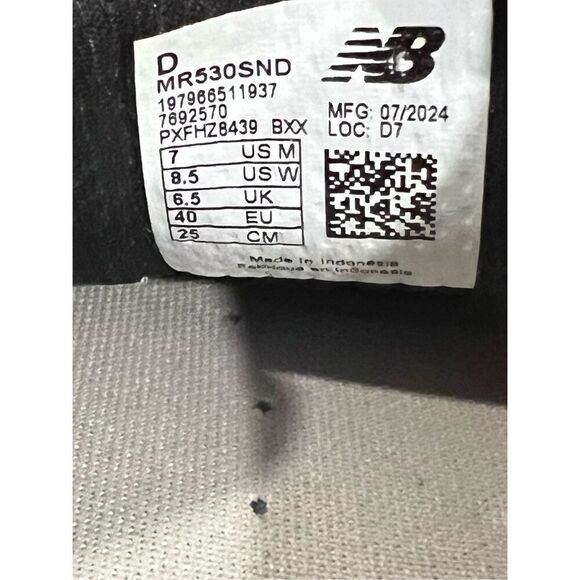 D
MR530SND
197966511937
7692570
PXFHZ8439 BXX
7 US M
8.5 US W
6.5 UK
40 EU
25 CM
NB
MFG: 07/2024
LOC: D7
Made in Indonesia
Fabriqué en Indonésie